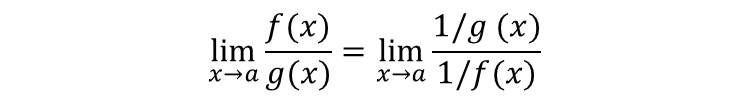 lim x→a f(x)/g(x) = lim x→a 1/g (x)/1/f(x)